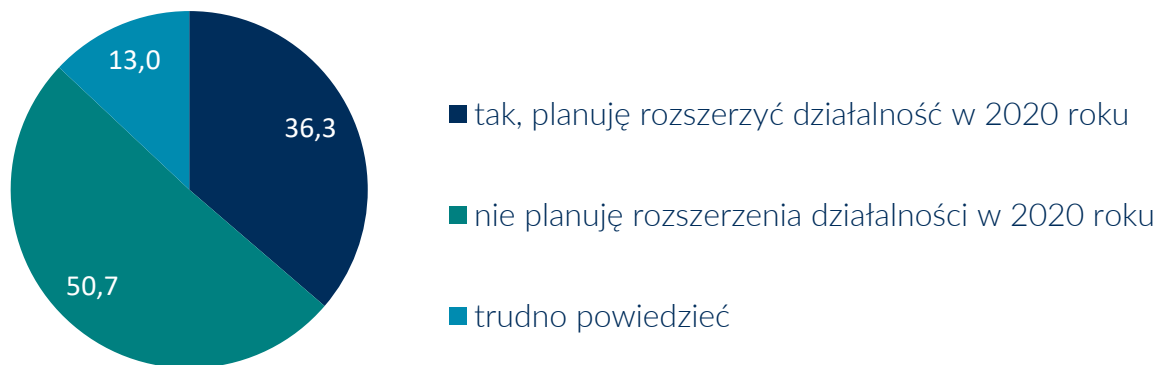 13,0
36,3
50,7
tak, planuję rozszerzyć działalność w 2020 roku
nie planuję rozszerzenia działalności w 2020 roku
trudno powiedzieć